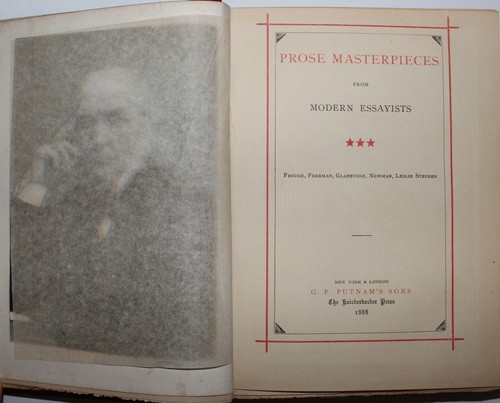 PROSE MASTERPIECES
FROM
MODERN ESSAYISTS
Froude, Freeman, Gladstone, Newman, Leslie Stephen
NEW YORK & LONDON
G. P. PUTNAM'S SONS
The Knickerbocker Press
1888